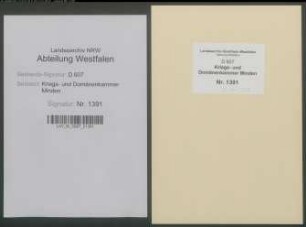 Landesarchiv NRW
Abteilung Westfalen
Bestands-Signatur: D 607
Bestand: Kriegs- und Domänenkammer
Minden
Signatur: Nr. 1391
Landesarchiv Nordrhein-Westfalen
D 607
Kriegs- und
Domänenkammer Minden
Nr. 1391